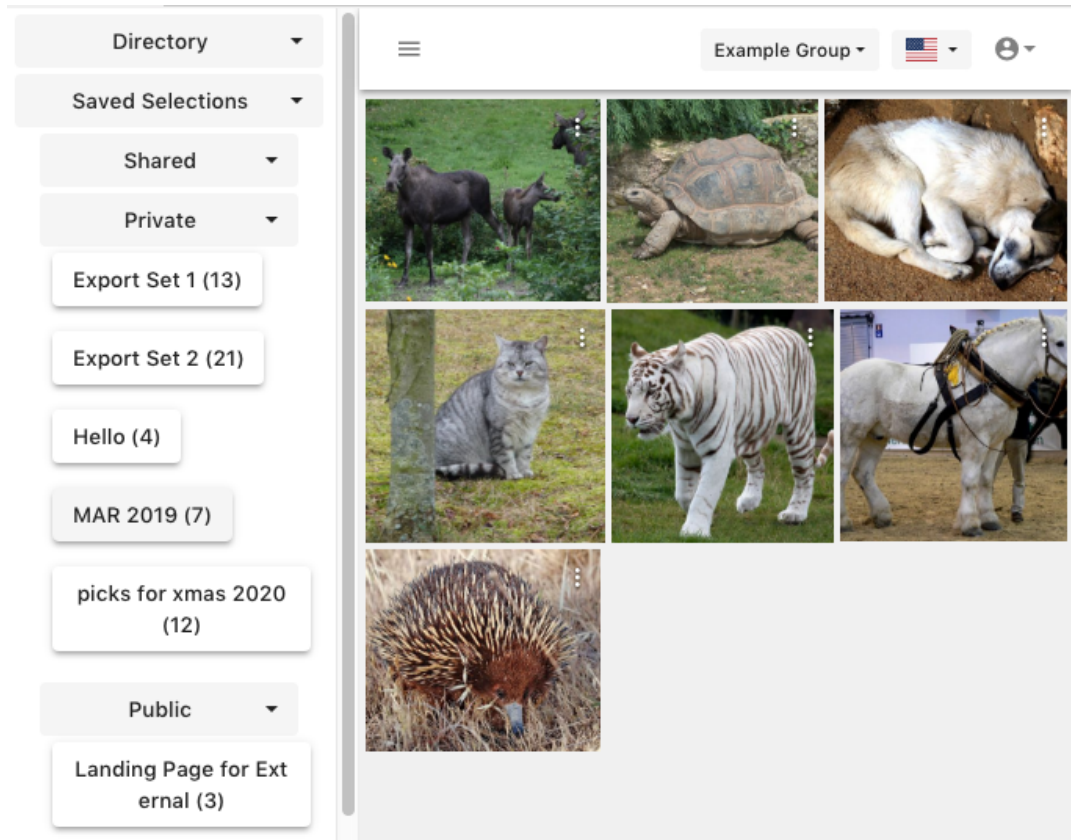 Directory
Saved Selections
Shared
Private
Export Set 1 (13)
Export Set 2 (21)
Hello (4)
MAR 2019 (7)
picks for xmas 2020
(12)
Public
Landing Page for Ext
ernal (3)
Example Group